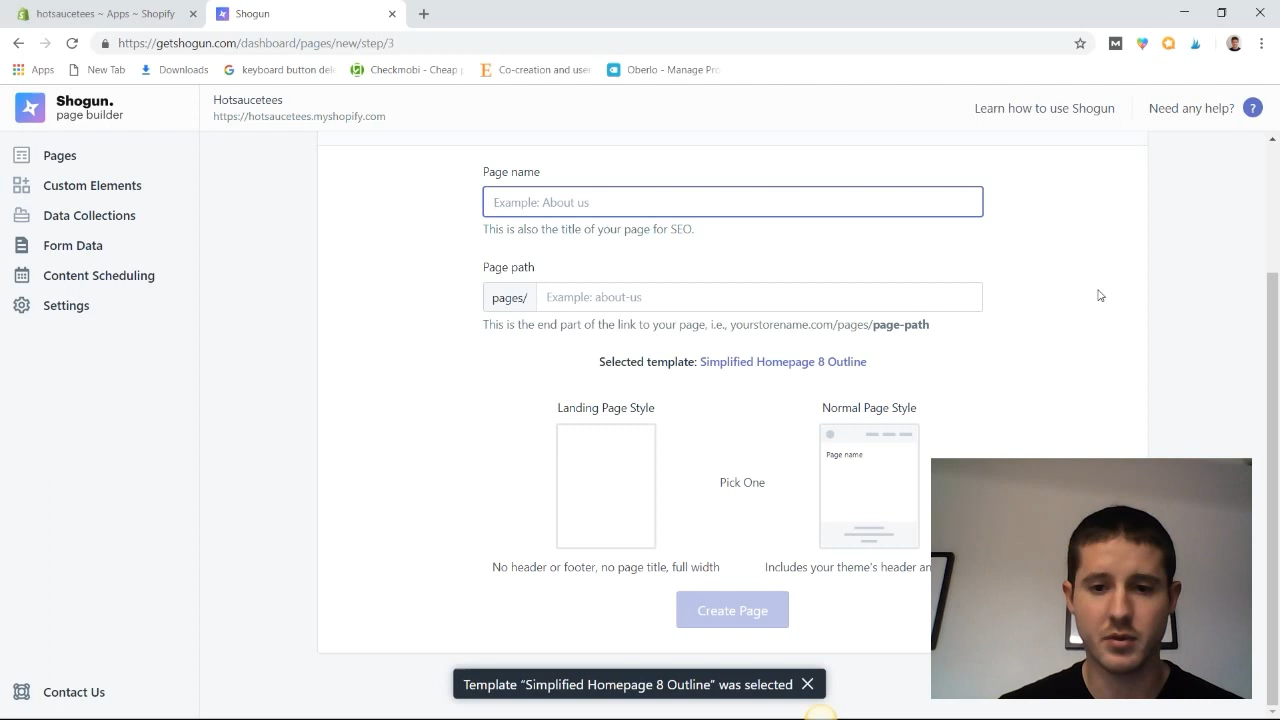 hotsaucetees ~ Apps ~ Shopify
Shogun
https://getshogun.com/dashboard/pages/new/step/3
Apps
New Tab
Downloads
keyboard button del
Checkmobi - Cheap
Co-creation and user
Oberlo - Manage Pro
Shogun.
page builder
Hotsaucetees
https://hotsaucetees.myshopify.com
Learn how to use Shogun
Need any help?
?
Pages
Custom Elements
Data Collections
Form Data
Content Scheduling
Settings
Contact Us
Page name
Example: About us
This is also the title of your page for SEO.
Page path
pages/
Example: about-us
This is the end part of the link to your page, i.e., yourstorename.com/pages/page-path
Selected template: Simplified Homepage 8 Outline
Landing Page Style
Normal Page Style
Page name
Pick One
No header or footer, no page title, full width
Includes your theme's header an
Create Page
Template “Simplified Homepage 8 Outline” was selected